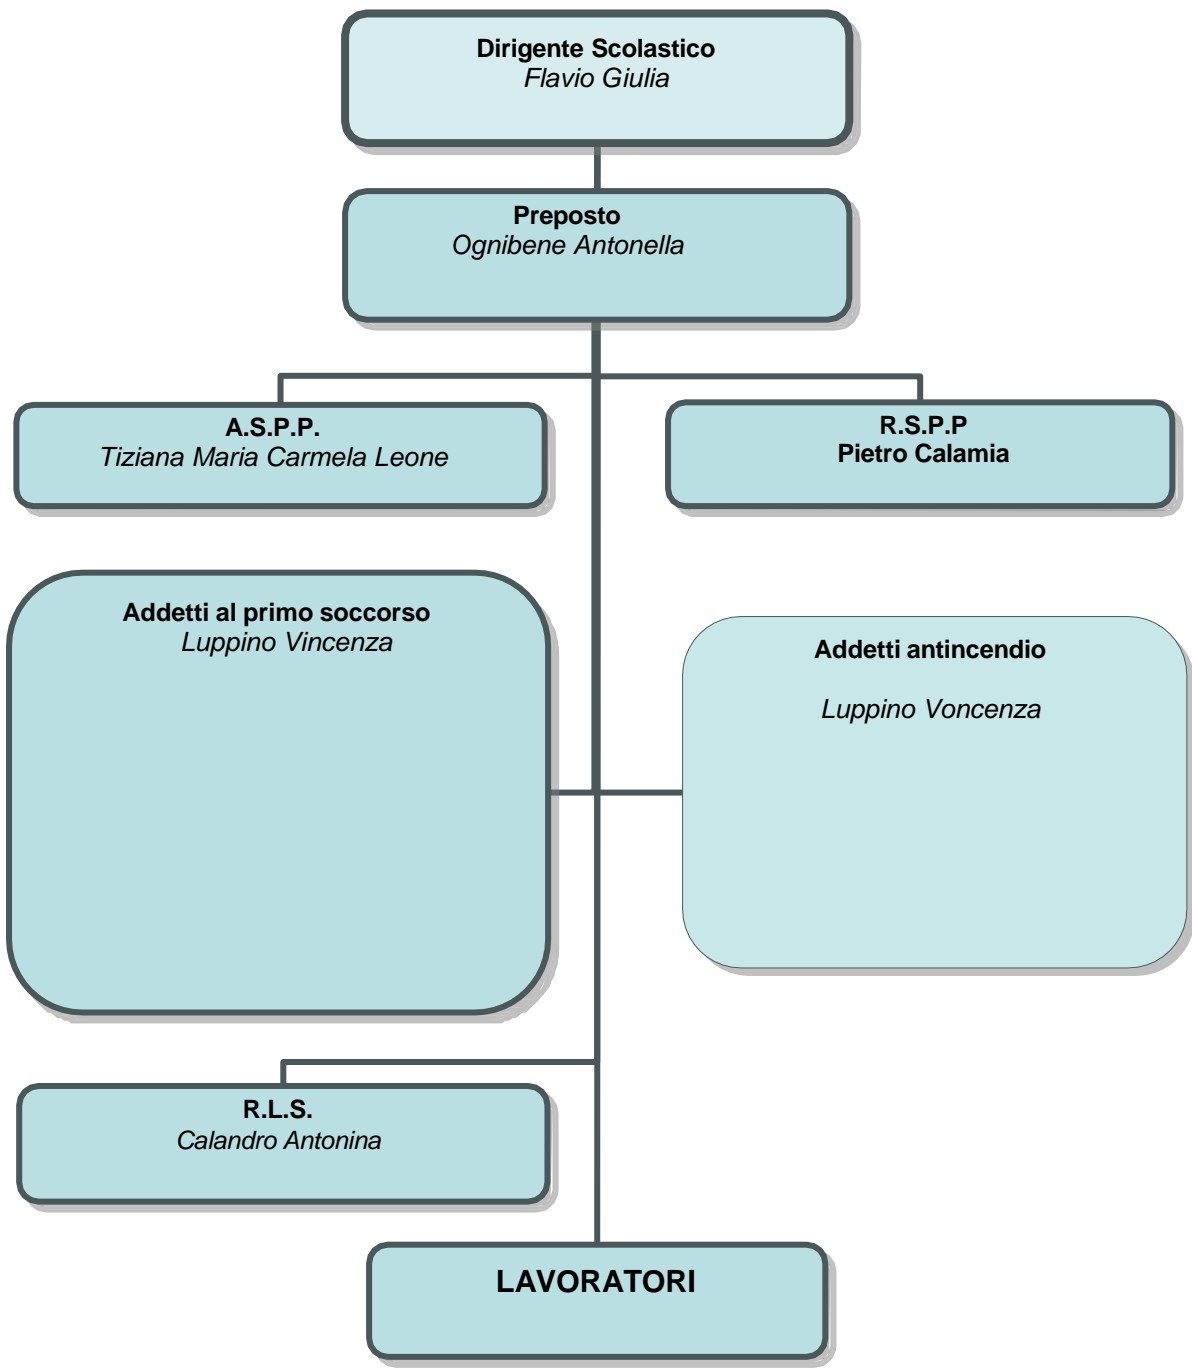 Dirigente Scolastico
Flavio Giulia
Preposto
Ognibene Antonella
A.S.P.P.
Tiziana Maria Carmela Leone
R.S.P.P
Pietro Calamia
Addetti al primo soccorso
Luppino Vincenza
Addetti antincendio
Luppino Voncenza
R.L.S.
Calandro Antonina
LAVORATORI